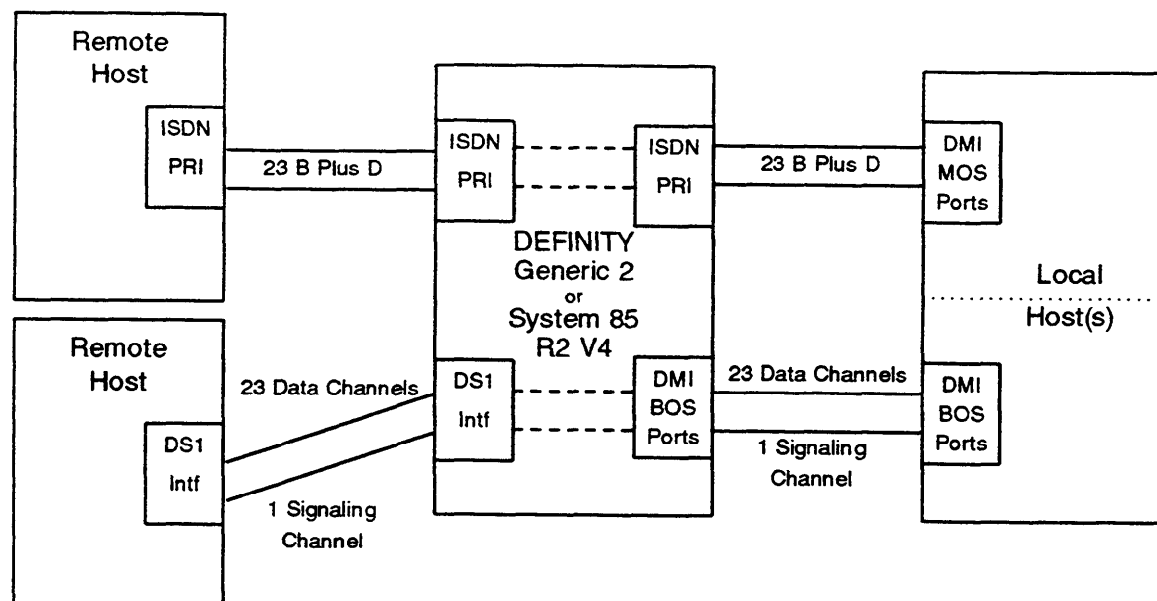 Remote
Host
ISDN
PRI
23 B Plus D
ISDN
PRI
ISDN
PRI
23 B Plus D
DMI
MOS
Ports
DEFINITY
Generic 2
or
System 85
R2 V4
Local
Host(s)
Remote
Host
DS1
Intf
23 Data Channels
1 Signaling
Channel
DS1
Intf
DMI
BOS
Ports
23 Data Channels
1 Signaling
Channel
DMI
BOS
Ports